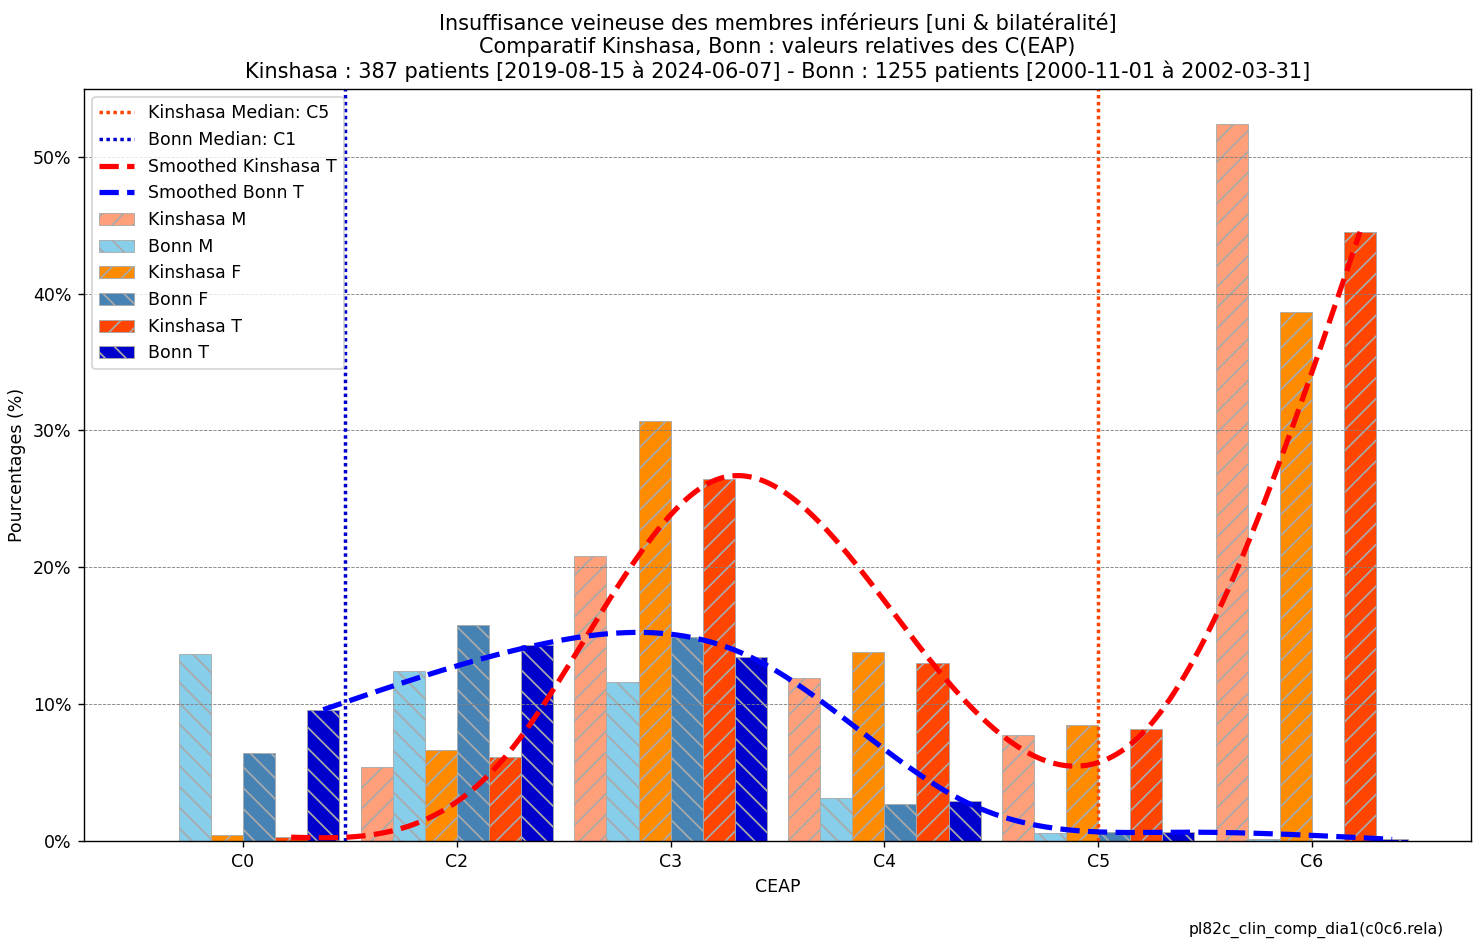 Insuffisance veineuse des membres inférieurs [uni & bilatéralité]
Comparatif Kinshasa, Bonn : valeurs relatives des C(EAP)
Kinshasa : 387 patients [2019-08-15 à 2024-06-07] - Bonn : 1255 patients [2000-11-01 à 2002-03-31]
Kinshasa Median: C5
Bonn Median: C1
Smoothed Kinshasa T
Smoothed Bonn T
Kinshasa M
Bonn M
Kinshasa F
Bonn F
Kinshasa T
Bonn T
50%
40%
30%
20%
10%
0%
Pourcentages (%)
C0 C2 C3 C4 C5 C6
CEAP
pl82c_clin_comp_dia1(c0c6.rela)